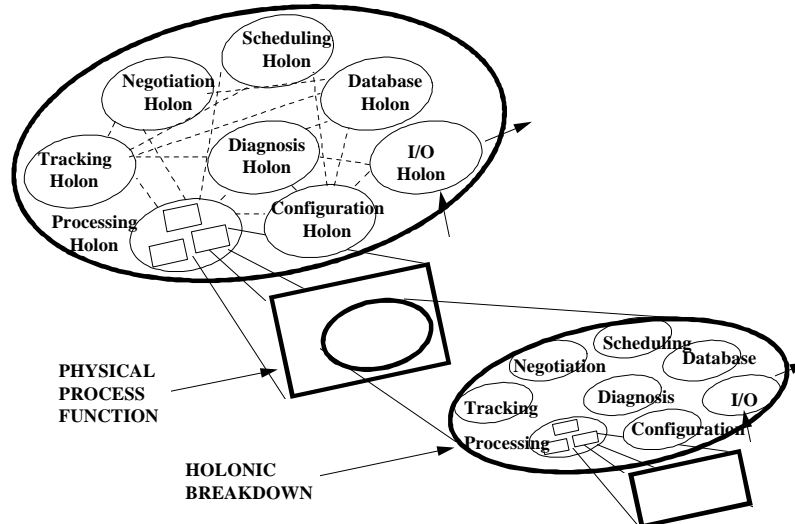 Scheduling
Holon
Negotiation
Holon
Database
Holon
Tracking
Holon
Diagnosis
Holon
I/O
Holon
Processing
Holon
Configuration
Holon
PHYSICAL
PROCESS
FUNCTION
Scheduling
Negotiation
Database
Tracking
Diagnosis
I/O
Processing
Configuration
HOLONIC
BREAKDOWN